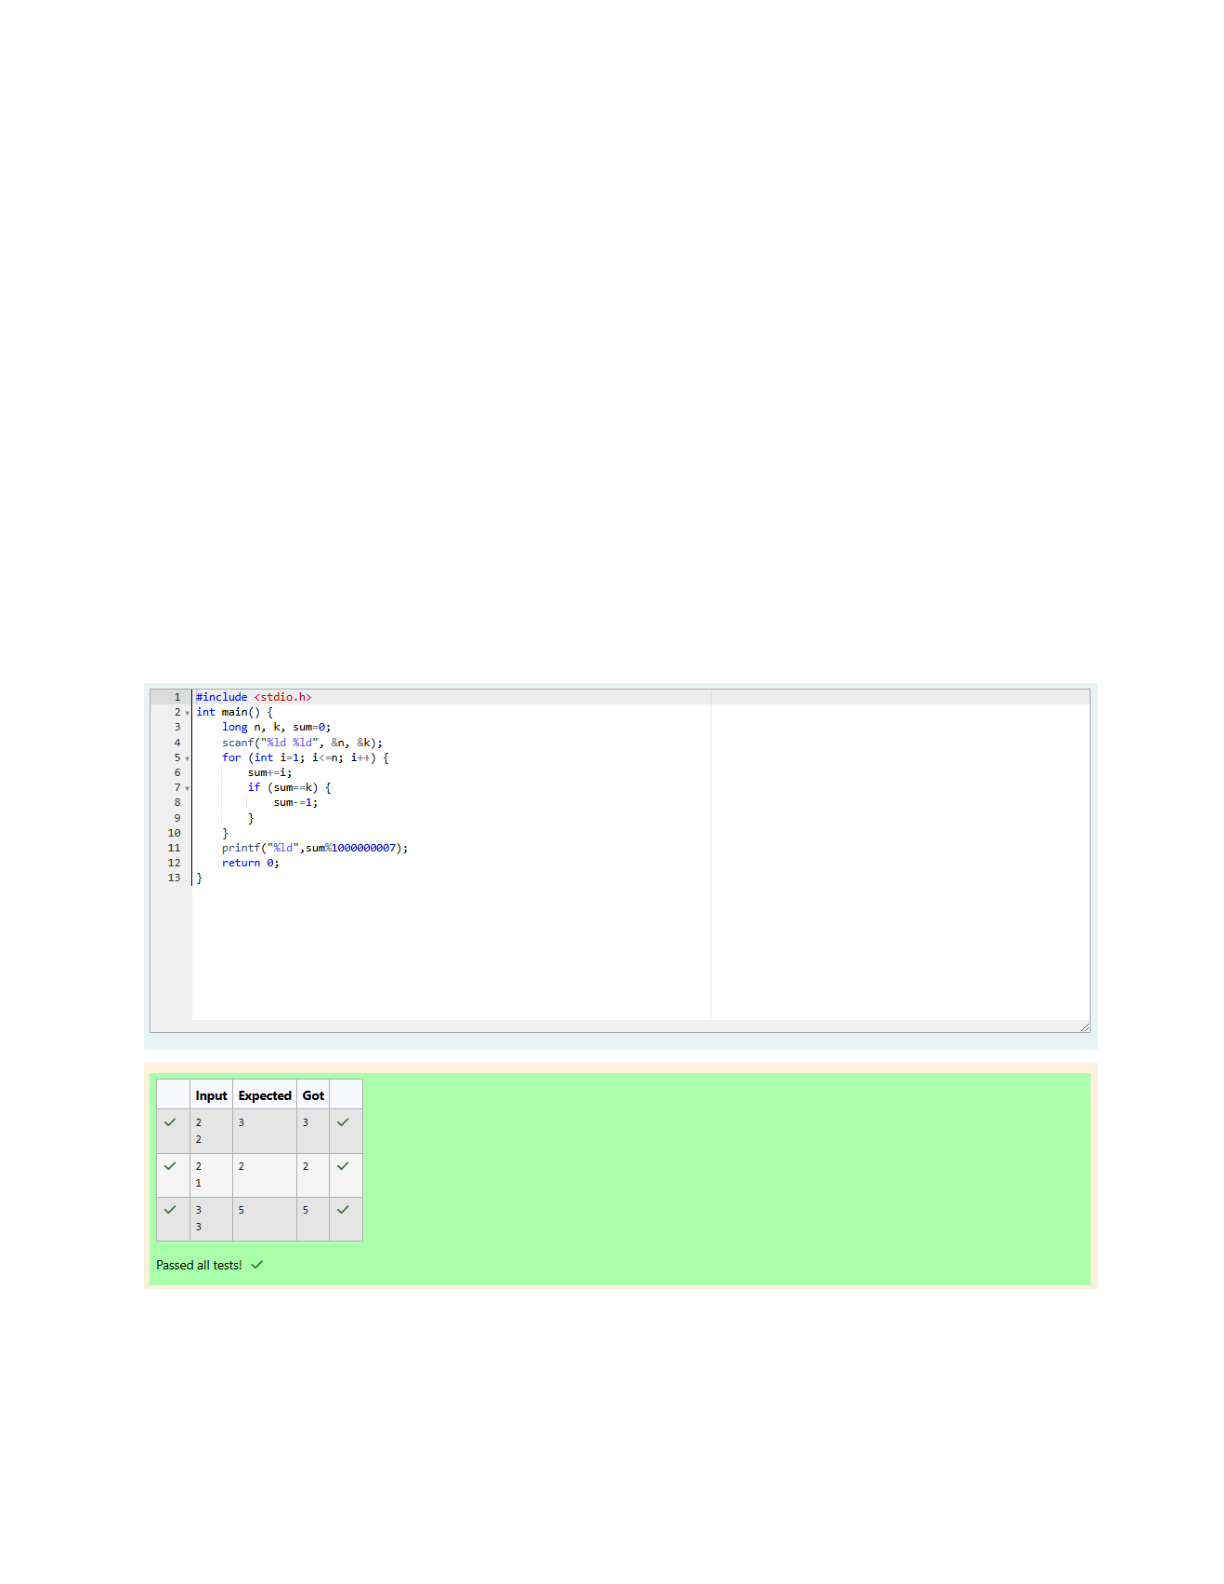 1 #include <stdio.h>
2 int main() {
3 long n, k, sum=0;
4 scanf("%ld %ld", &n, &k);
5 for (int i=1; i<=n; i++) {
6 sum+=i;
7 if (sum==k) {
8 sum-=1;
9 }
10 }
11 printf("%ld",sum%1000000007);
12 return 0;
13 }
Input Expected Got
2 3 3
2
2 2 2
1
3 5 5
3
Passed all tests!